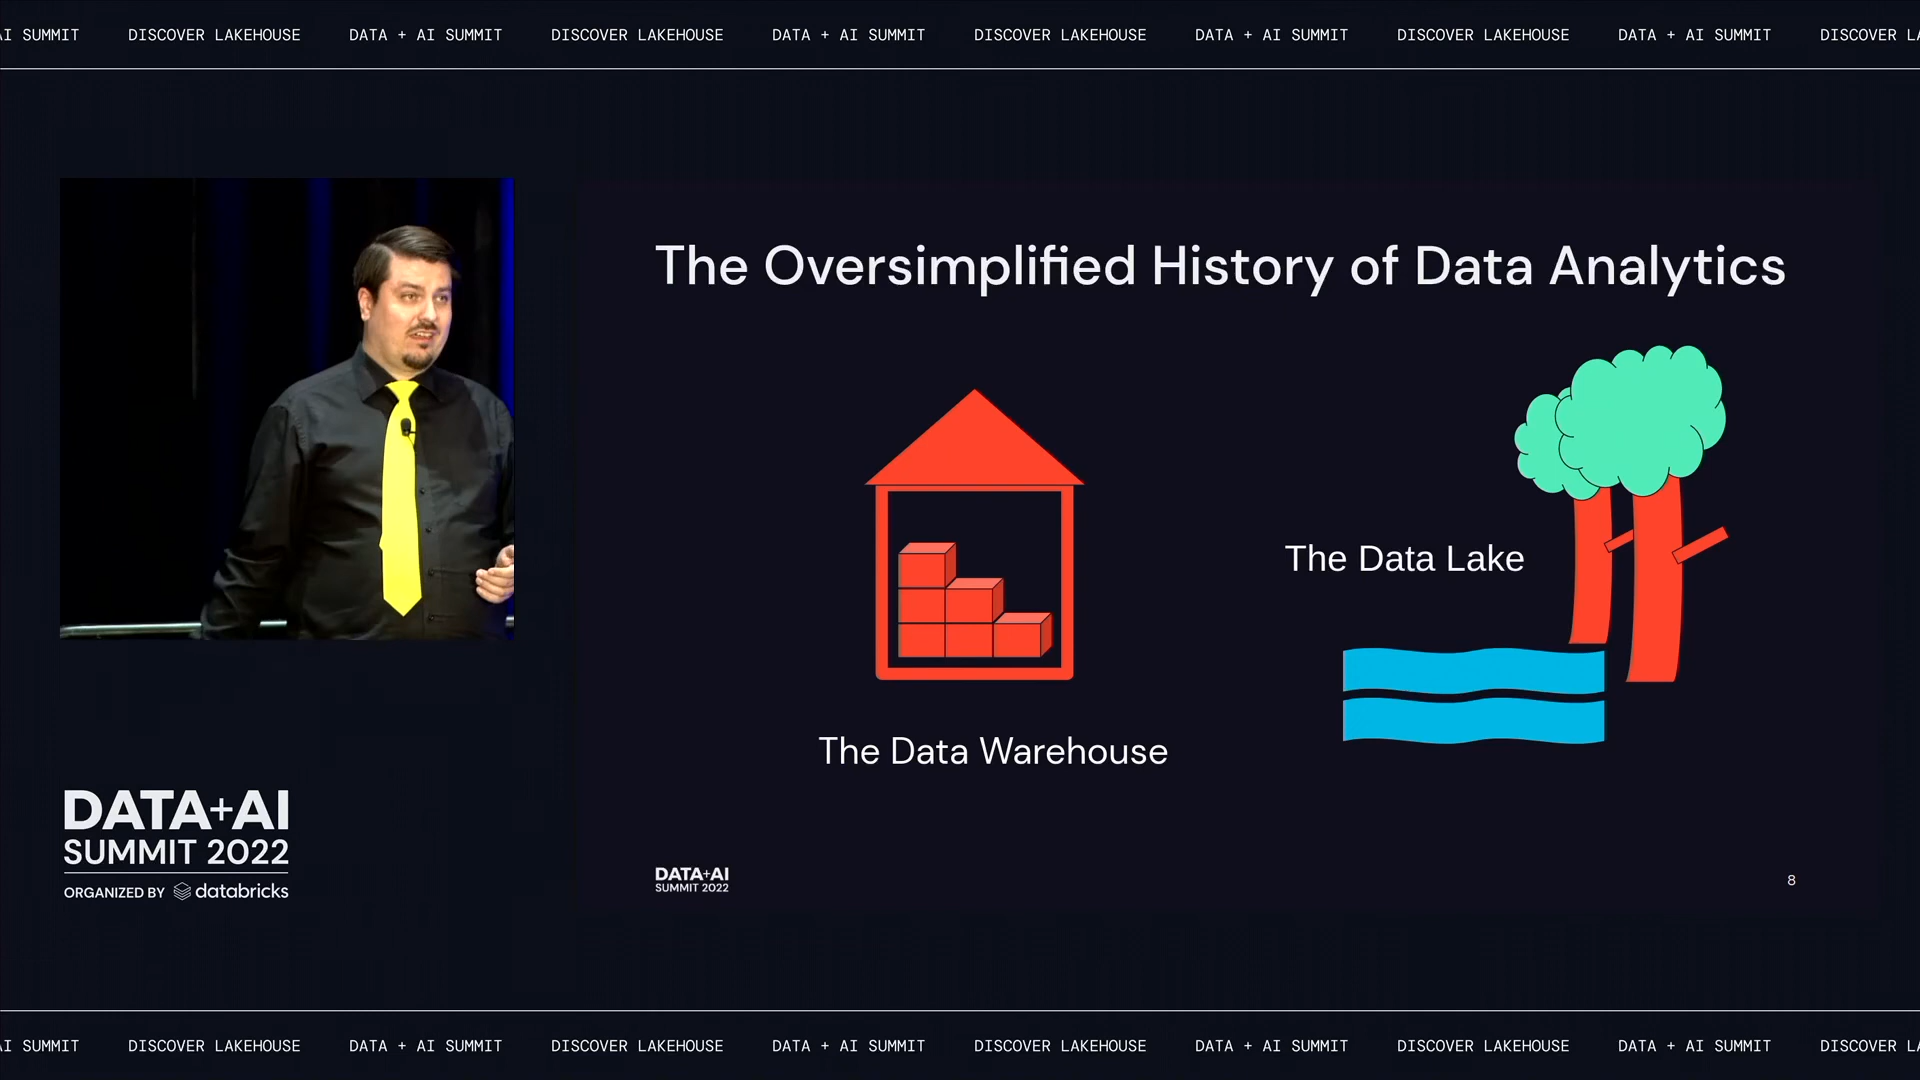 AI SUMMIT DISCOVER LAKEHOUSE DATA + AI SUMMIT DISCOVER LAKEHOUSE DATA + AI SUMMIT DISCOVER LAKEHOUSE DATA + AI SUMMIT DISCOVER LAKEHOUSE DATA + AI SUMMIT DISCOVER LA
The Oversimplified History of Data Analytics
The Data Lake
The Data Warehouse
DATA+AI
SUMMIT 2022
ORGANIZED BY databricks
DATA+AI
SUMMIT 2022
8
AI SUMMIT DISCOVER LAKEHOUSE DATA + AI SUMMIT DISCOVER LAKEHOUSE DATA + AI SUMMIT DISCOVER LAKEHOUSE DATA + AI SUMMIT DISCOVER LAKEHOUSE DATA + AI SUMMIT DISCOVER LA